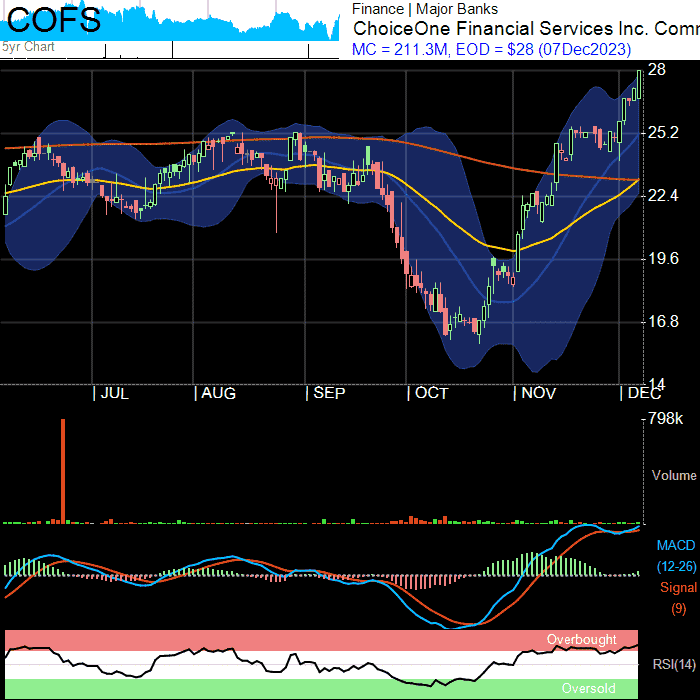 COFS
5yr Chart
Finance | Major Banks
ChoiceOne Financial Services Inc. Comm
MC = 211.3M, EOD = $28 (07Dec2023)
28
25.2
22.4
19.6
16.8
14
JUL AUG SEP OCT NOV DEC
798k
Volume
MACD
(12-26)
Signal
(9)
Overbought
RSI(14)
Oversold